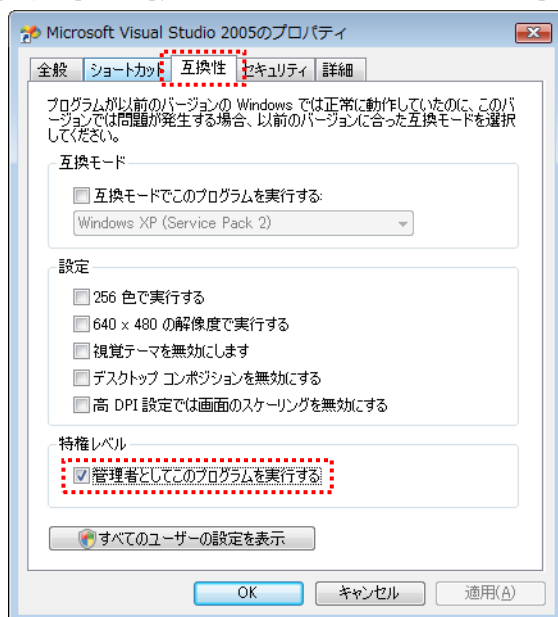 Microsoft Visual Studio 2005のプロパティ
全般 ショートカット 互換性 セキュリティ 詳細
プログラムが以前のバージョンの Windows では正常に動作していたのに、このバ
ージョンでは問題が発生する場合、以前のバージョンに合った互換モードを選択
してください。
互換モード
互換モードでこのプログラムを実行する:
Windows XP (Service Pack 2)
設定
256 色で実行する
640 x 480 の解像度で実行する
視覚テーマを無効にします
デスクトップ コンポジションを無効にする
高 DPI 設定では画面のスケーリングを無効にする
特権レベル
管理者としてこのプログラムを実行する
すべてのユーザーの設定を表示
OK キャンセル 適用(A)